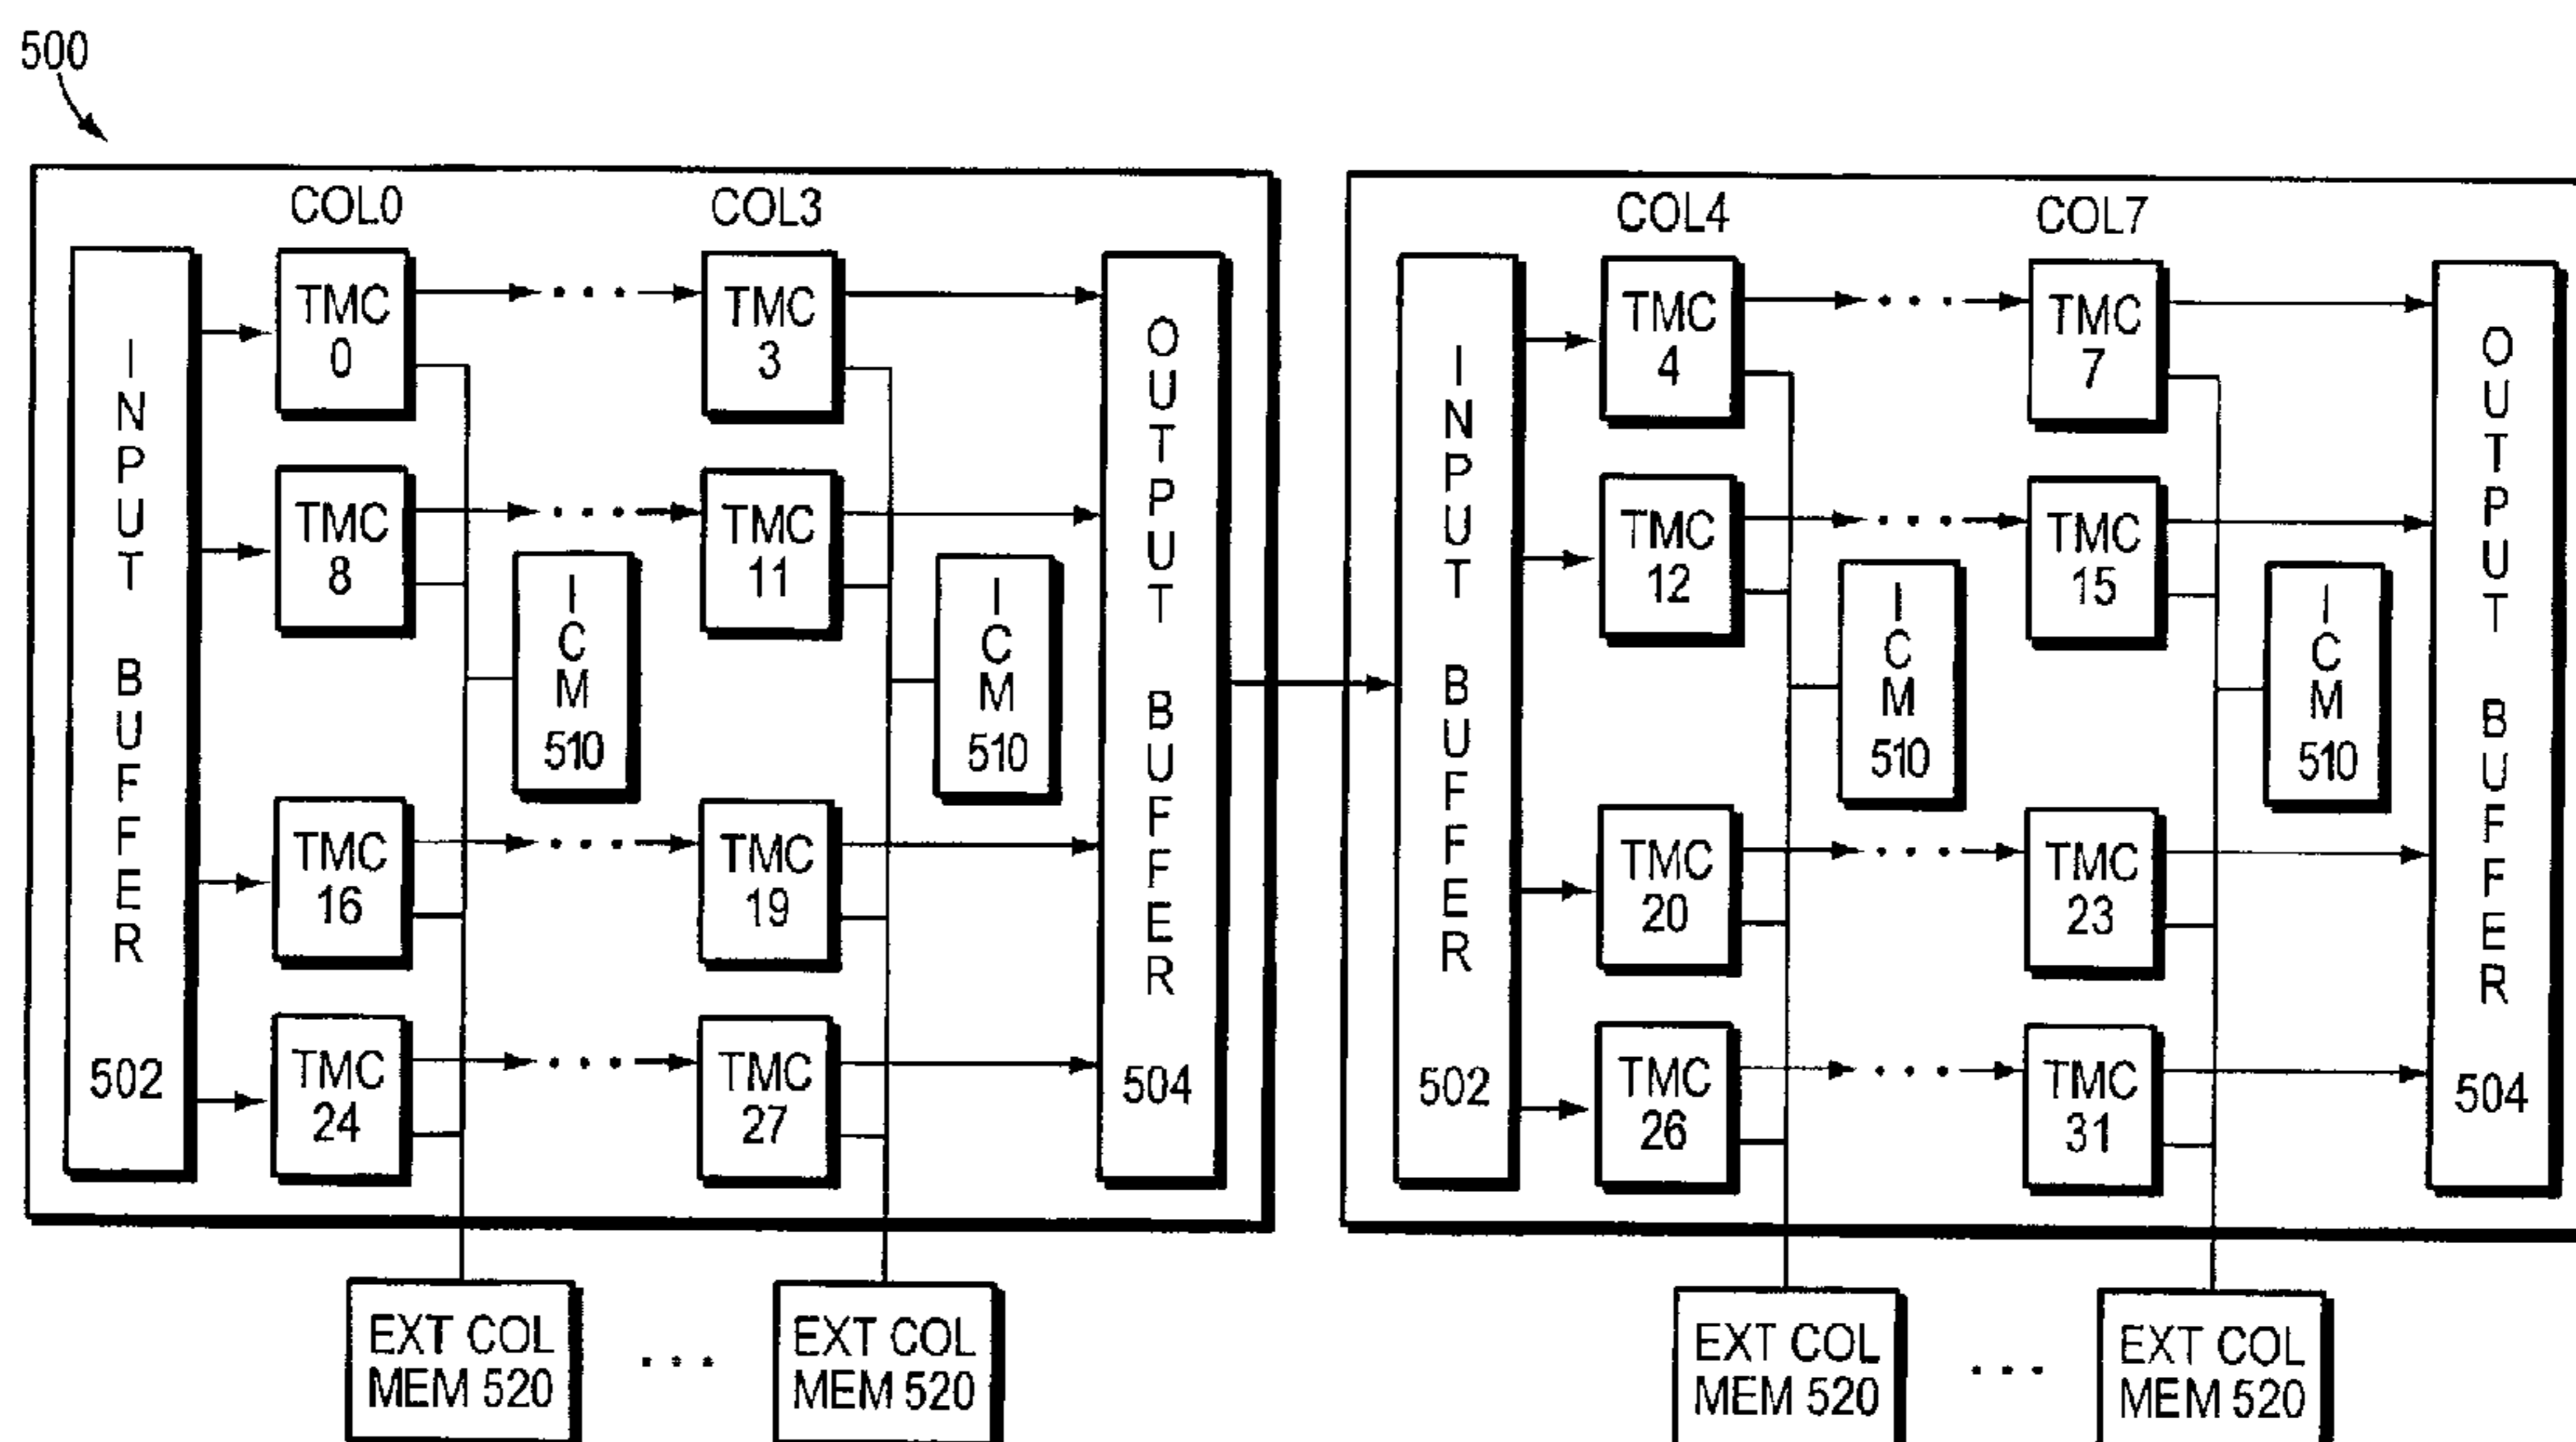 500
COL0 COL3 COL4 COL7
INPUT BUFFER 502
TMC 0
TMC 3
OUTPUT BUFFER 504
TMC 8
TMC 11
ICM 510
ICM 510
TMC 16
TMC 19
TMC 24
TMC 27
EXT COL
MEM 520
...
EXT COL
MEM 520
INPUT BUFFER 502
TMC 4
TMC 7
OUTPUT BUFFER 504
TMC 12
TMC 15
ICM 510
ICM 510
TMC 20
TMC 23
TMC 26
TMC 31
EXT COL
MEM 520
...
EXT COL
MEM 520